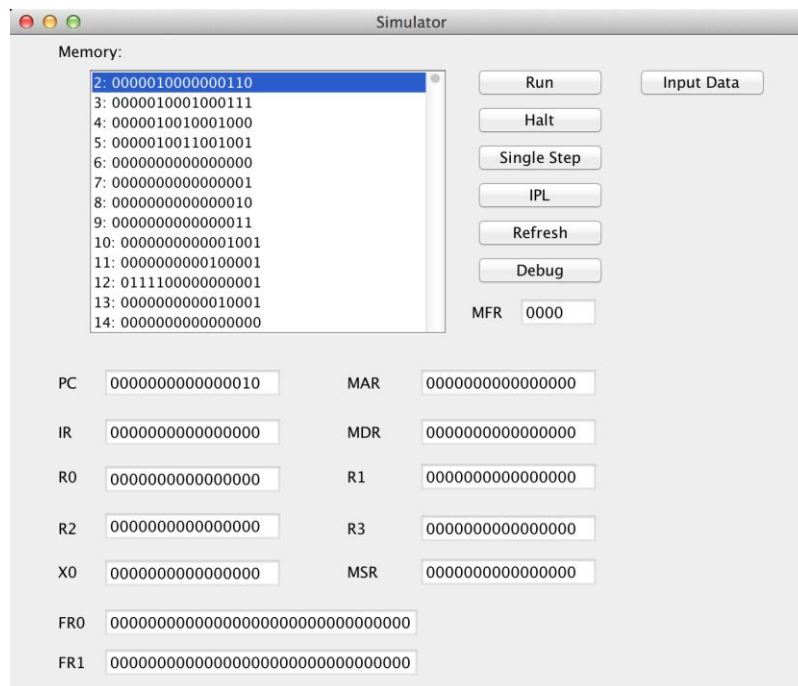 Simulator
Memory:
2: 0000010000000110
3: 0000010001000111
4: 0000010010001000
5: 0000010011001001
6: 0000000000000000
7: 0000000000000001
8: 0000000000000010
9: 0000000000000011
10: 0000000000001001
11: 0000000000100001
12: 0111100000000001
13: 0000000000010001
14: 0000000000000000
Run
Input Data
Halt
Single Step
IPL
Refresh
Debug
MFR 0000
PC 0000000000000010 MAR 0000000000000000
IR 0000000000000000 MDR 0000000000000000
R0 0000000000000000 R1 0000000000000000
R2 0000000000000000 R3 0000000000000000
X0 0000000000000000 MSR 0000000000000000
FR0 00000000000000000000000000000000
FR1 00000000000000000000000000000000